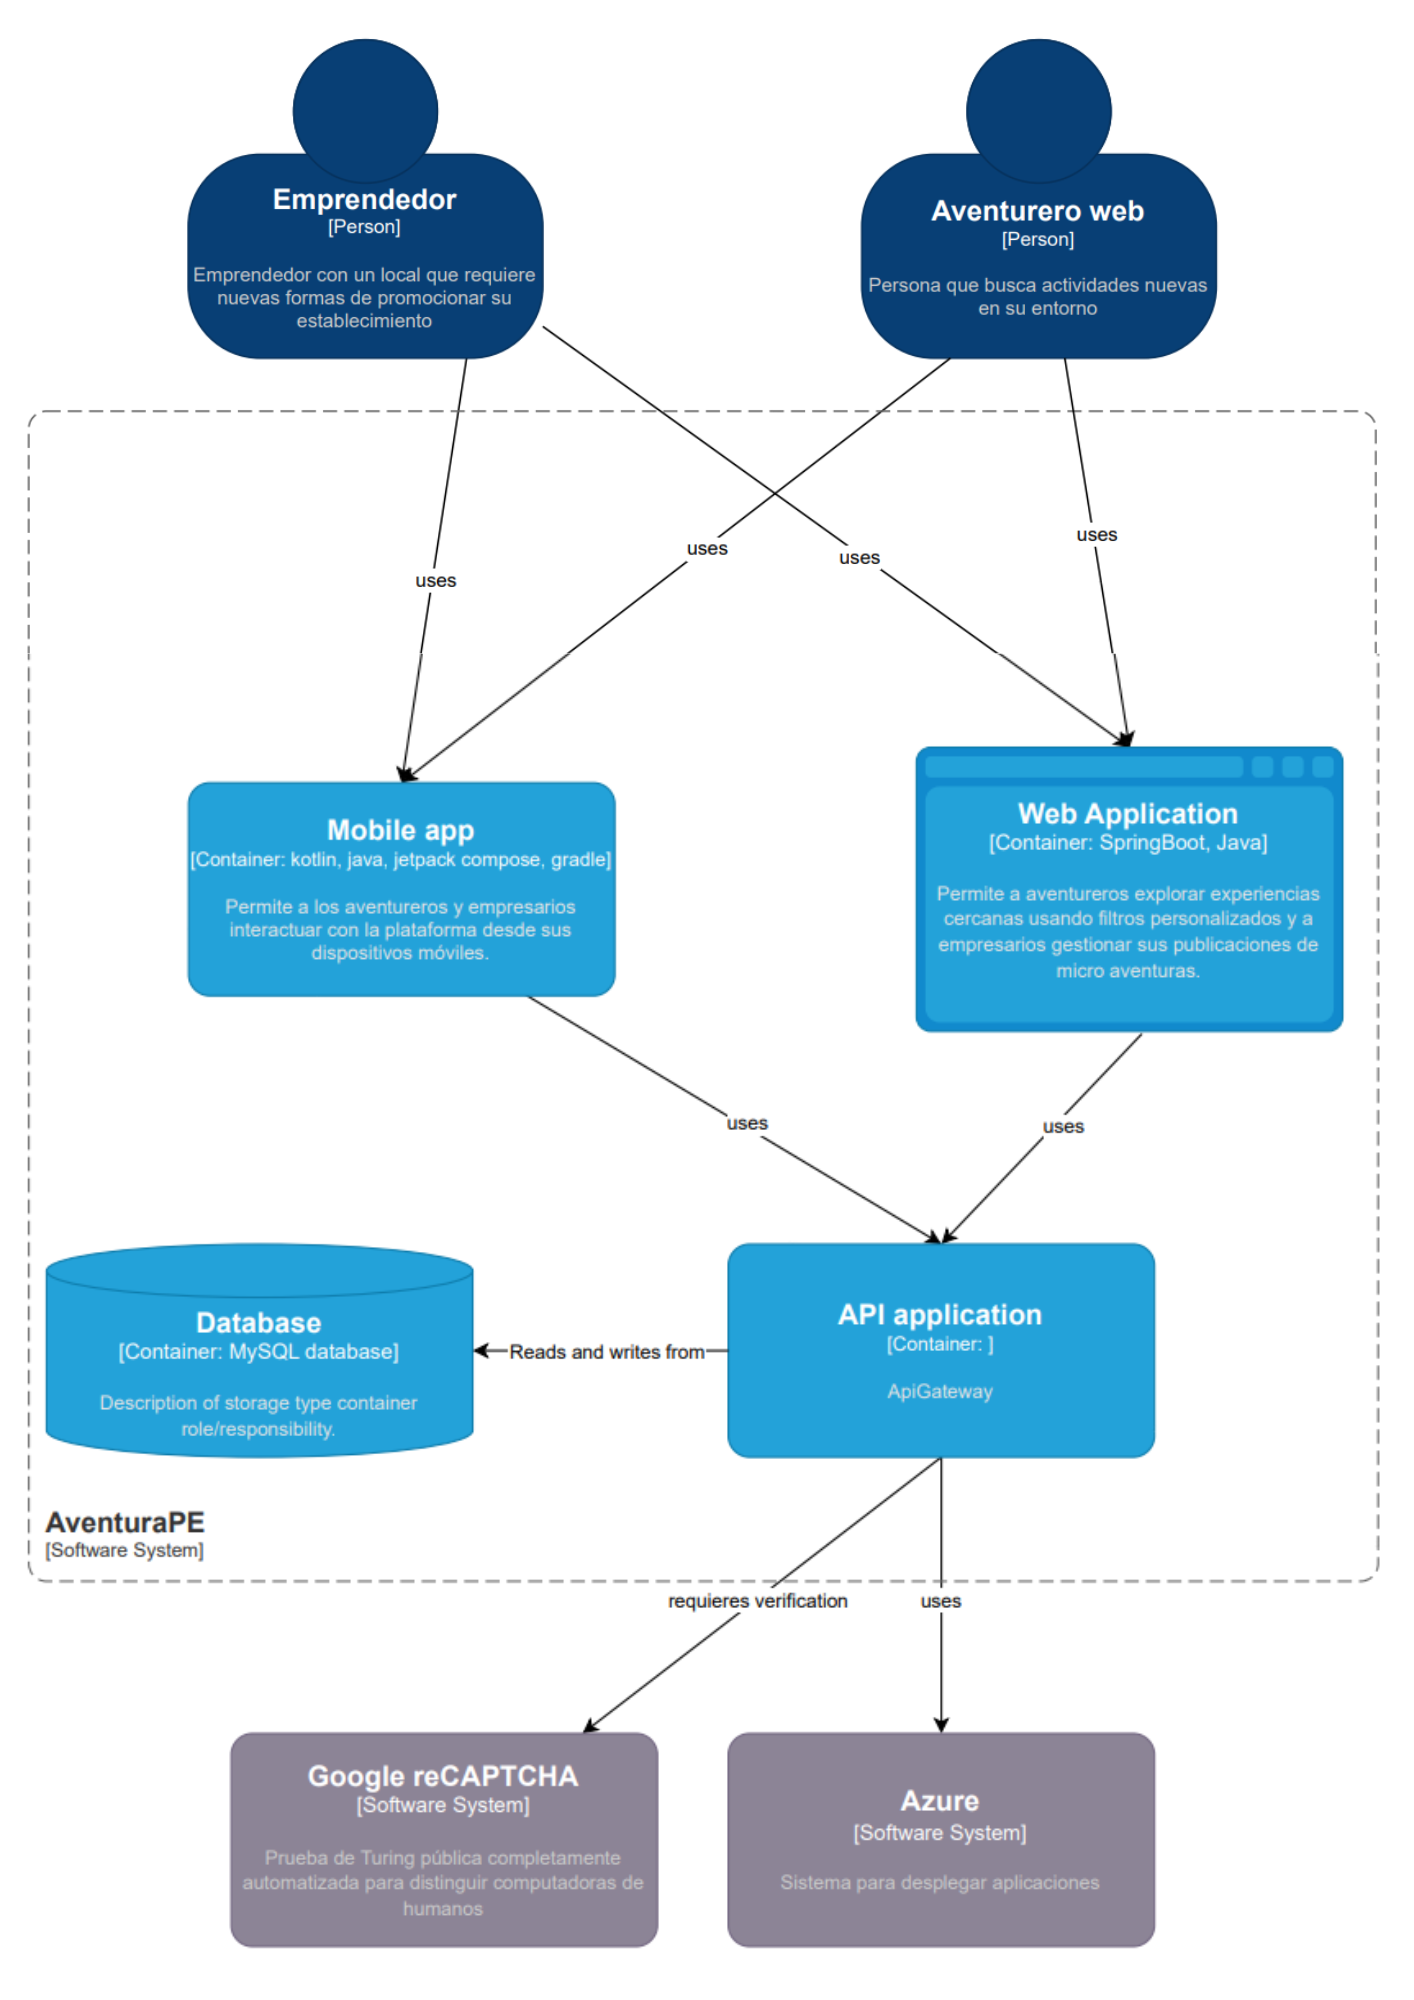 Emprendedor
[Person]
Emprendedor con un local que requiere
nuevas formas de promocionar su
establecimiento
Aventurero web
[Person]
Persona que busca actividades nuevas
en su entorno
uses
uses
uses
uses
Mobile app
[Container: kotlin, java, jetpack compose, gradle]
Permite a los aventureros y empresarios
interactuar con la plataforma desde sus
dispositivos móviles.
Web Application
[Container: SpringBoot, Java]
Permite a aventureros explorar experiencias
cercanas usando filtros personalizados y a
empresarios gestionar sus publicaciones de
micro aventuras.
uses
uses
Database
[Container: MySQL database]
Description of storage type container
role/responsibility.
Reads and writes from
API application
[Container: ]
ApiGateway
AventuraPE
[Software System]
requieres verification
uses
Google reCAPTCHA
[Software System]
Prueba de Turing pública completamente
automatizada para distinguir computadoras de
humanos
Azure
[Software System]
Sistema para desplegar aplicaciones